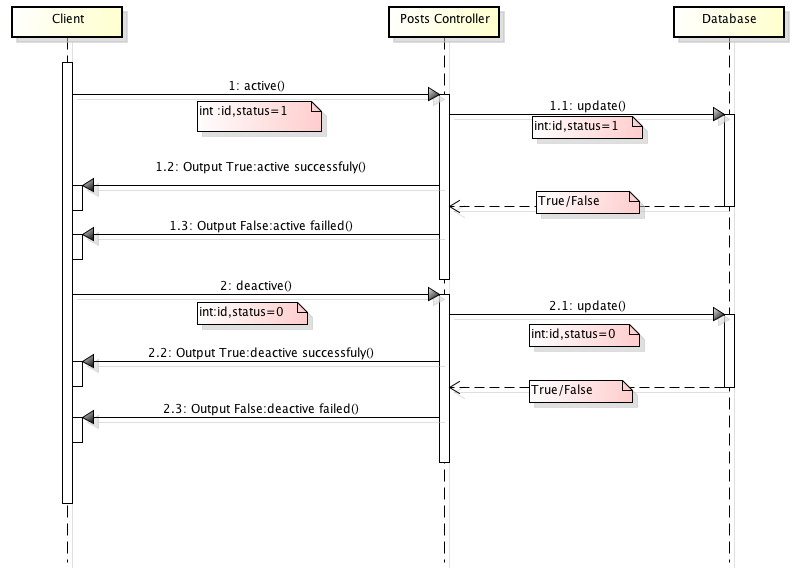 Client
Posts Controller
Database
1: active()
int :id,status=1
1.1: update()
int:id,status=1
1.2: Output True:active successfuly()
True/False
1.3: Output False:active failled()
2: deactive()
int:id,status=0
2.1: update()
int:id,status=0
2.2: Output True:deactive successfuly()
True/False
2.3: Output False:deactive failed()